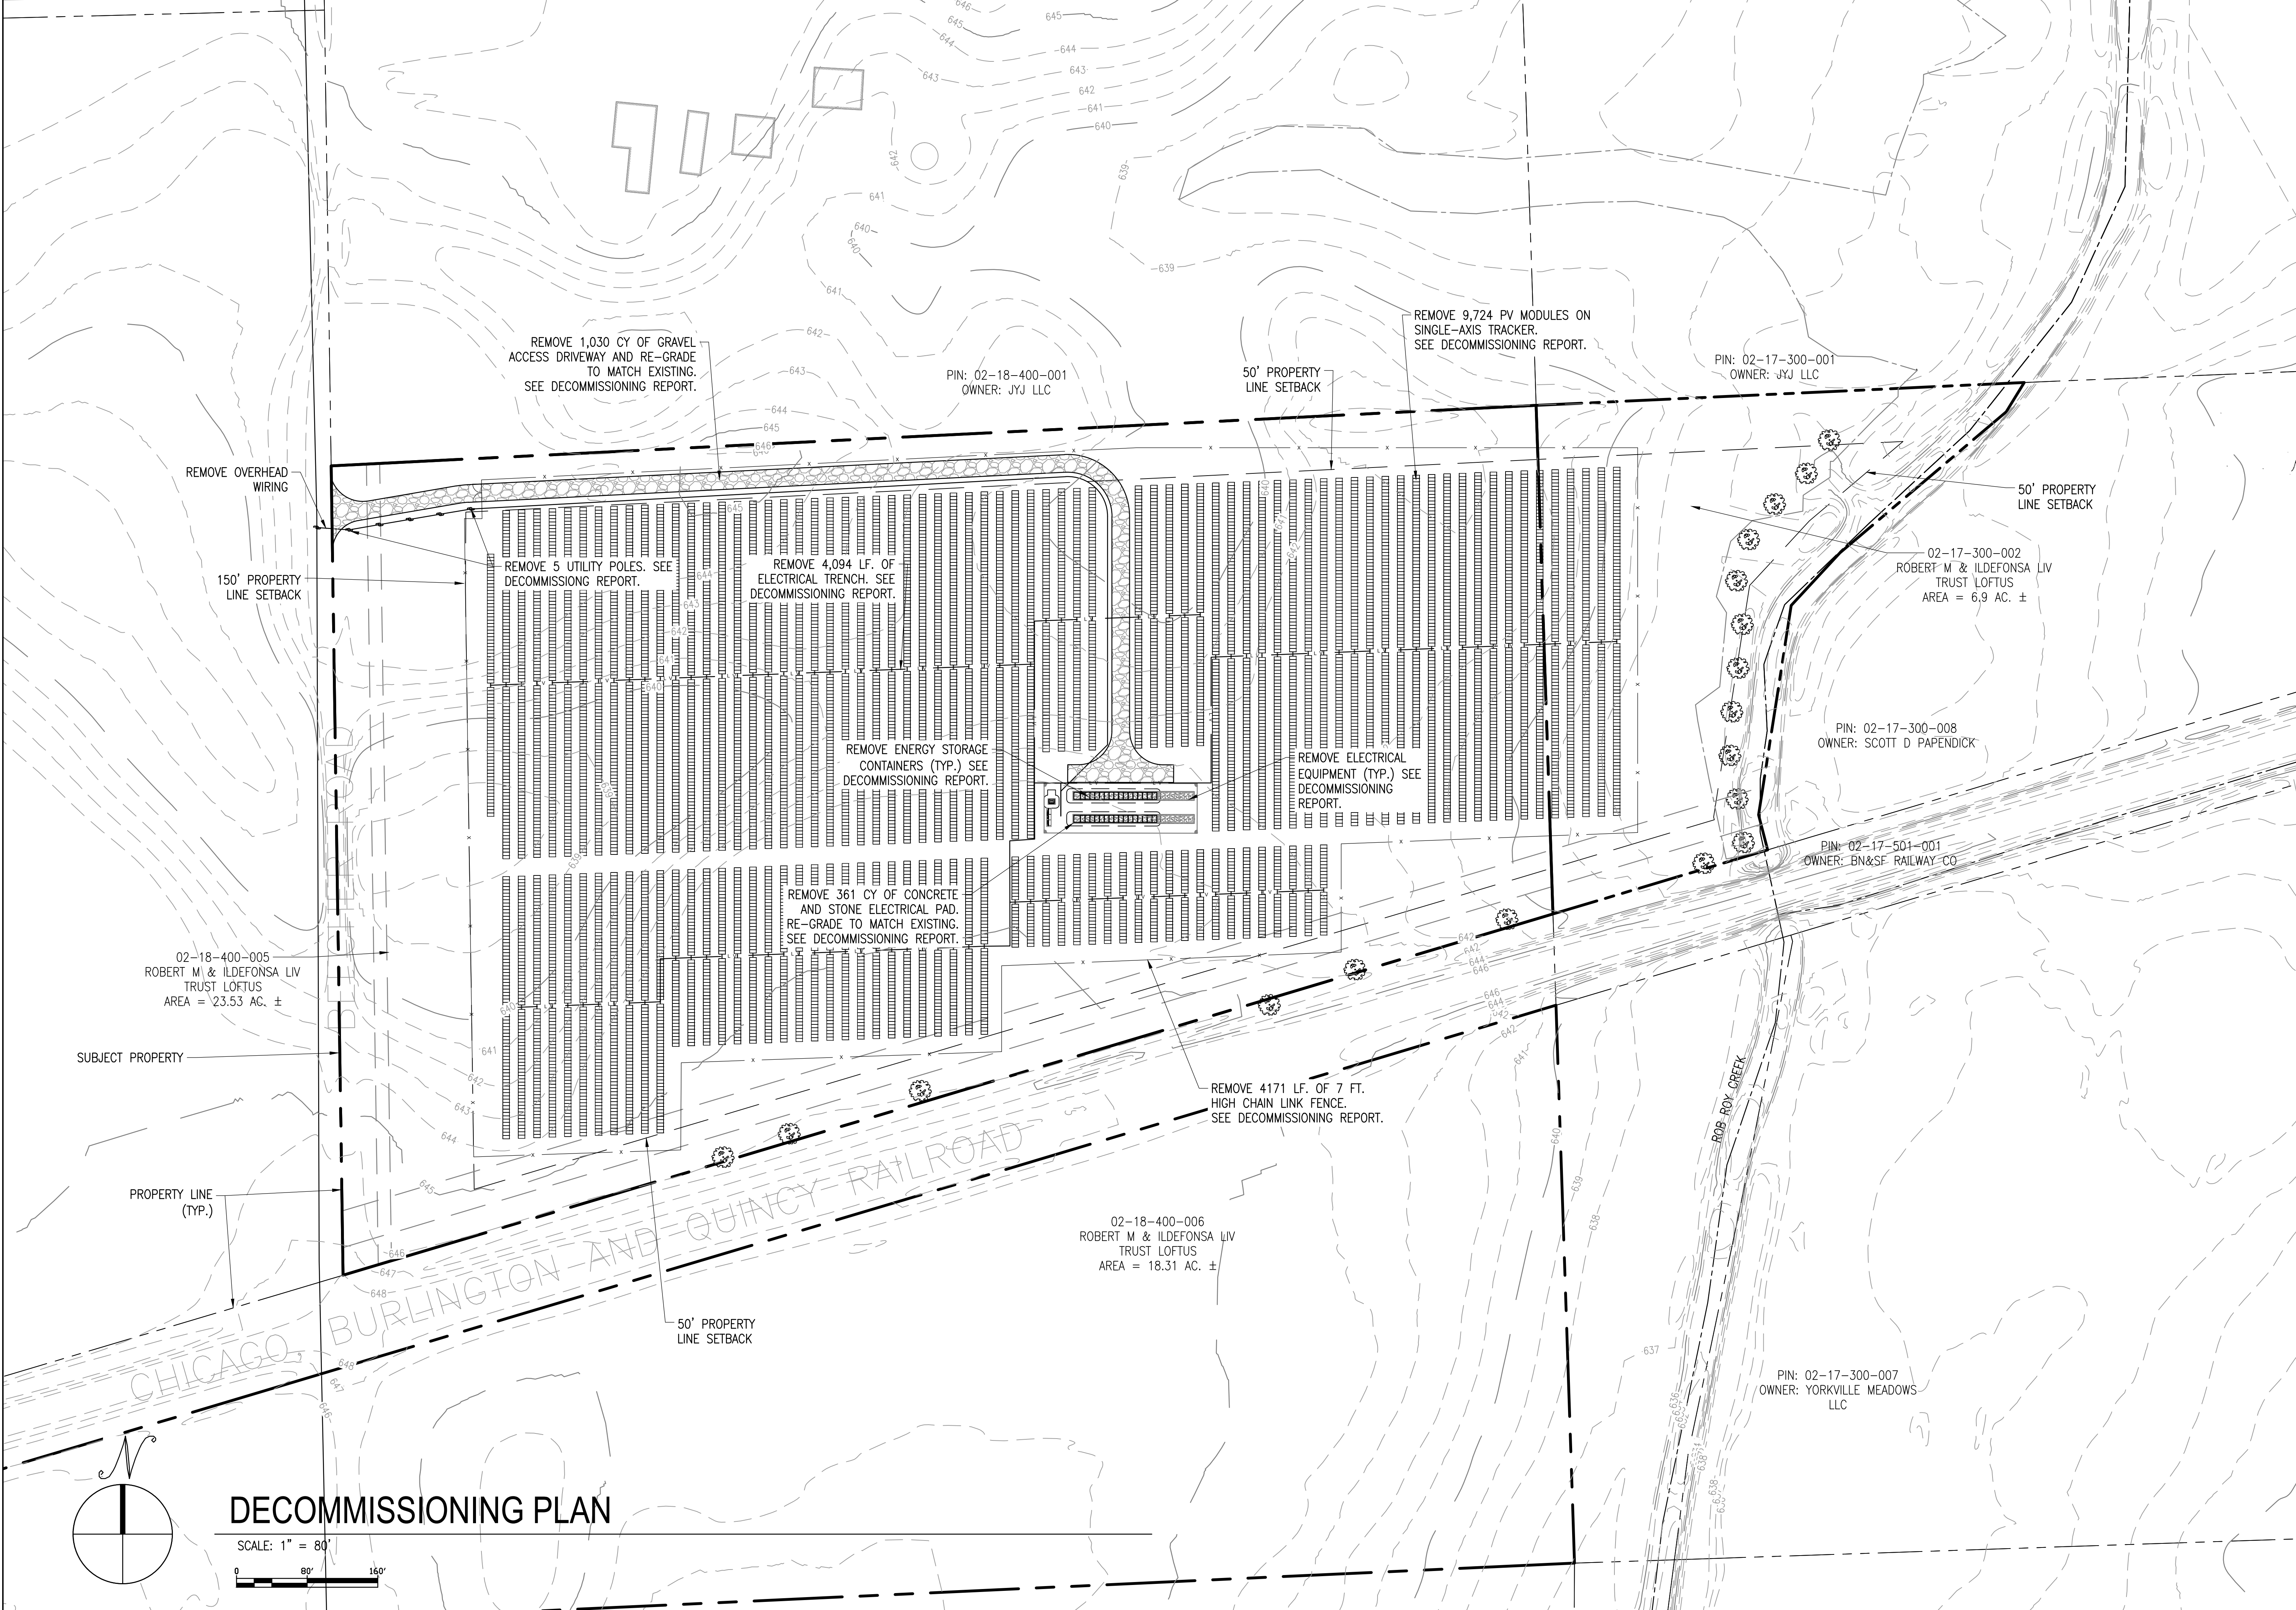 REMOVE 1,030 CY OF GRAVEL
ACCESS DRIVEWAY AND RE-GRADE
TO MATCH EXISTING.
SEE DECOMMISSIONING REPORT.
PIN: 02-18-400-001
OWNER: JYJ LLC
50' PROPERTY
LINE SETBACK
REMOVE 9,724 PV MODULES ON
SINGLE-AXIS TRACKER.
SEE DECOMMISSIONING REPORT.
PIN: 02-17-300-001
OWNER: JYJ LLC
REMOVE OVERHEAD
WIRING
50' PROPERTY
LINE SETBACK
150' PROPERTY
LINE SETBACK
REMOVE 5 UTILITY POLES. SEE
DECOMMISSIONG REPORT.
REMOVE 4,094 LF. OF
ELECTRICAL TRENCH. SEE
DECOMMISSIONING REPORT.
02-17-300-002
ROBERT M & ILDEFONSA LIV
TRUST LOFTUS
AREA = 6.9 AC. ±
REMOVE ENERGY STORAGE
CONTAINERS (TYP.) SEE
DECOMMISSIONING REPORT.
REMOVE ELECTRICAL
EQUIPMENT (TYP.) SEE
DECOMMISSIONING
REPORT.
PIN: 02-17-300-008
OWNER: SCOTT D PAPENDICK
PIN: 02-17-501-001
OWNER: BN&SF RAILWAY CO
REMOVE 361 CY OF CONCRETE
AND STONE ELECTRICAL PAD.
RE-GRADE TO MATCH EXISTING.
SEE DECOMMISSIONING REPORT.
02-18-400-005
ROBERT M & ILDEFONSA LIV
TRUST LOFTUS
AREA = 23.53 AC. ±
SUBJECT PROPERTY
REMOVE 4171 LF. OF 7 FT.
HIGH CHAIN LINK FENCE.
SEE DECOMMISSIONING REPORT.
ROB ROY CREEK
PROPERTY LINE
(TYP.)
CHICAGO, BURLINGTON AND QUINCY RAILROAD
02-18-400-006
ROBERT M & ILDEFONSA LIV
TRUST LOFTUS
AREA = 18.31 AC. ±
50' PROPERTY
LINE SETBACK
PIN: 02-17-300-007
OWNER: YORKVILLE MEADOWS
LLC
N
DECOMMISSIONING PLAN
SCALE: 1" = 80'
0 80' 160'